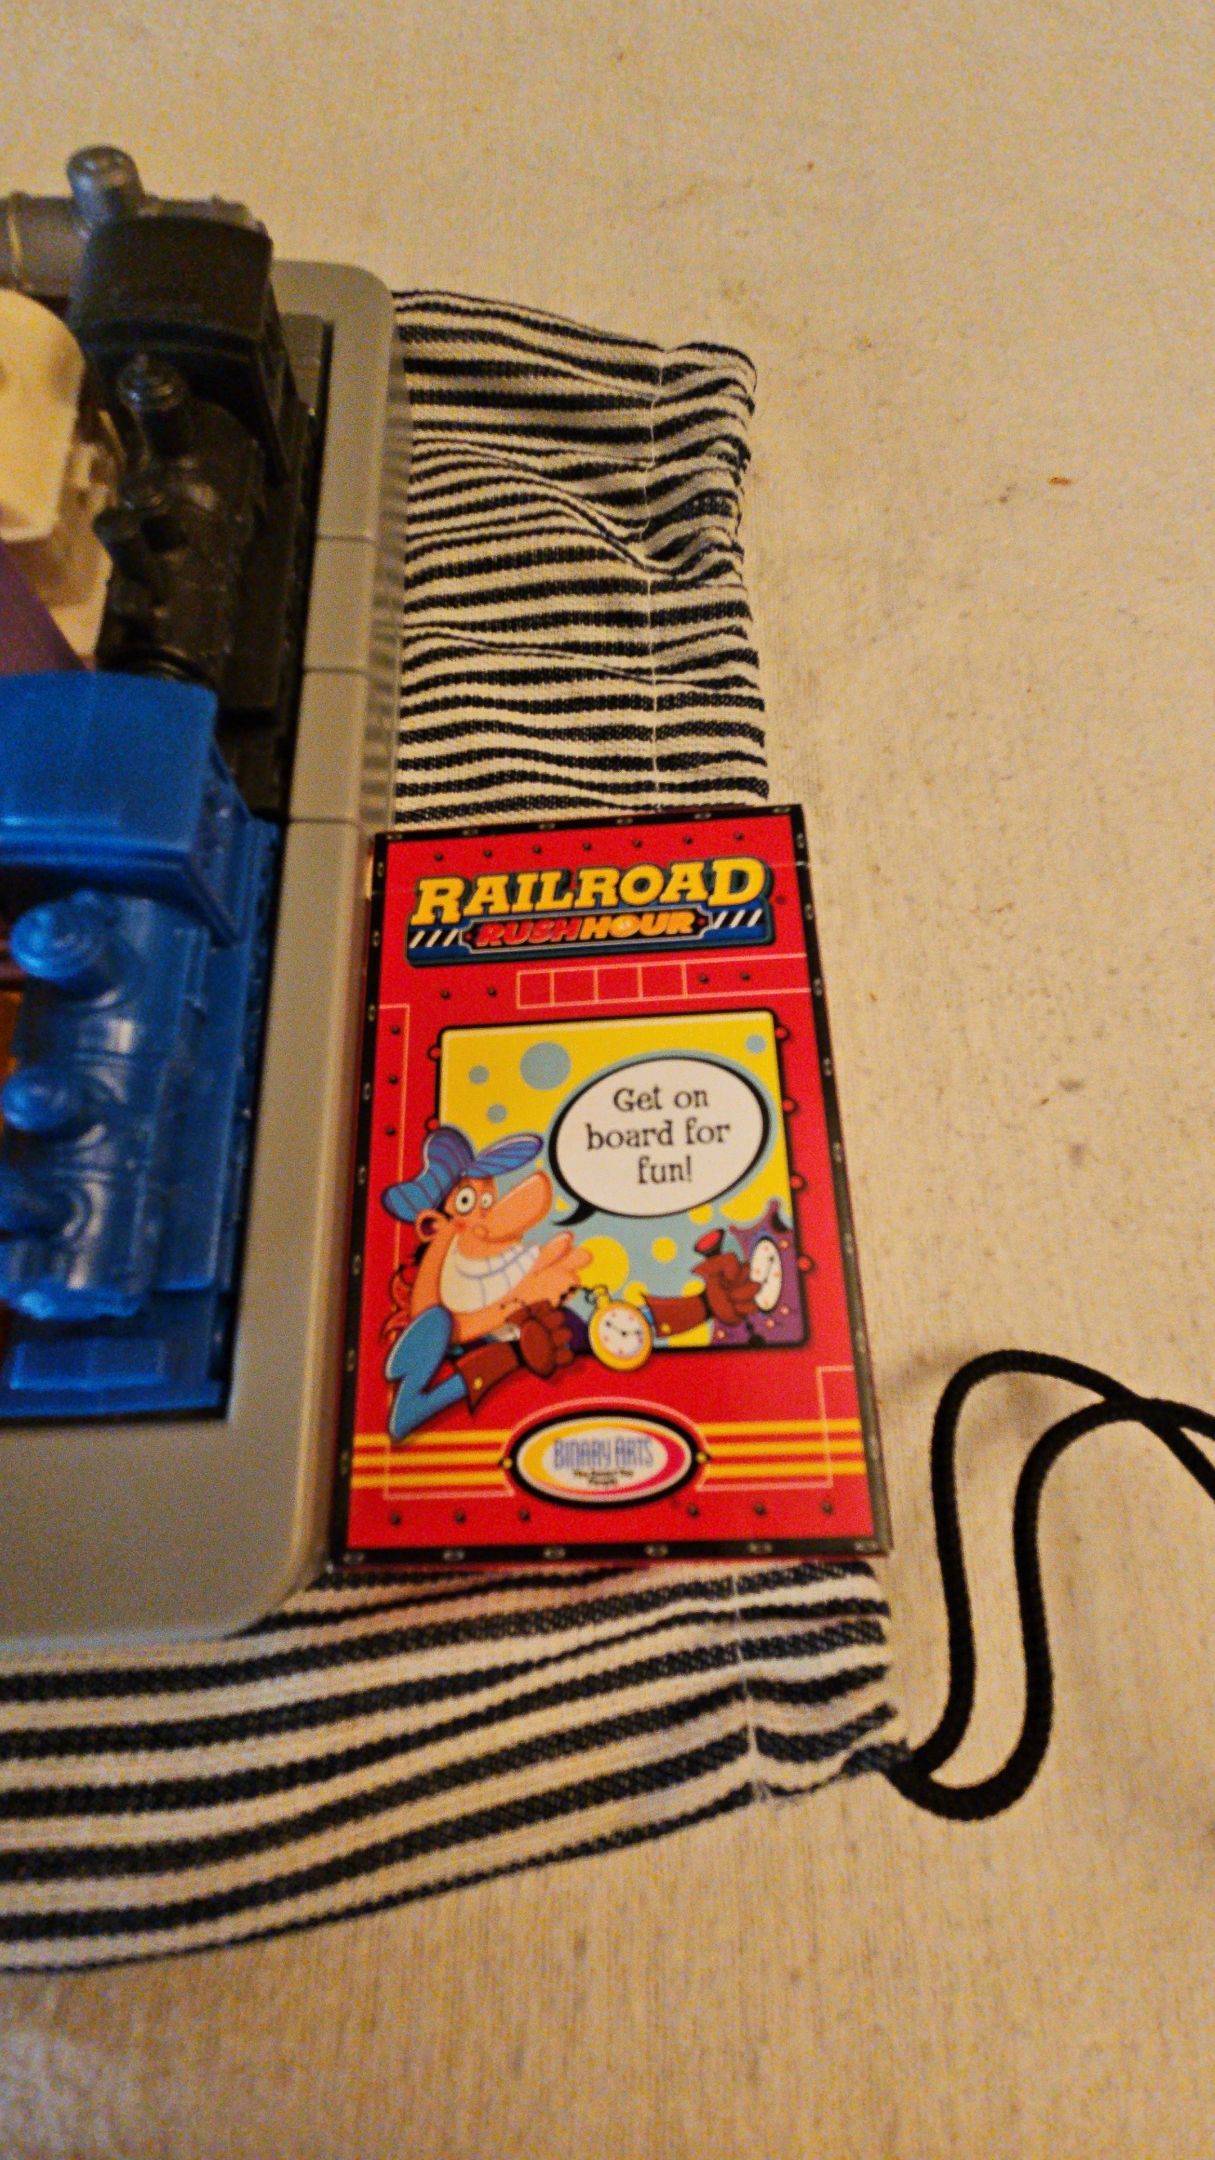 RAILROAD
RUSH HOUR
Get on
board for
fun!
BINARY ARTS